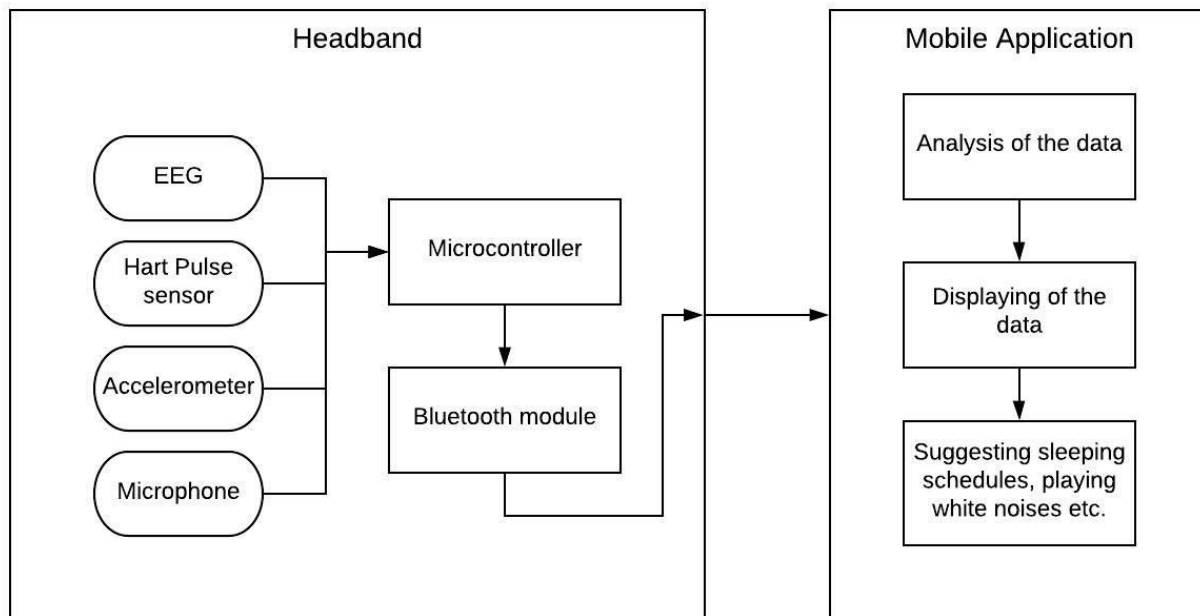 Headband
EEG
Hart Pulse
sensor
Accelerometer
Microphone
Microcontroller
Bluetooth module
Mobile Application
Analysis of the data
Displaying of the
data
Suggesting sleeping
schedules, playing
white noises etc.